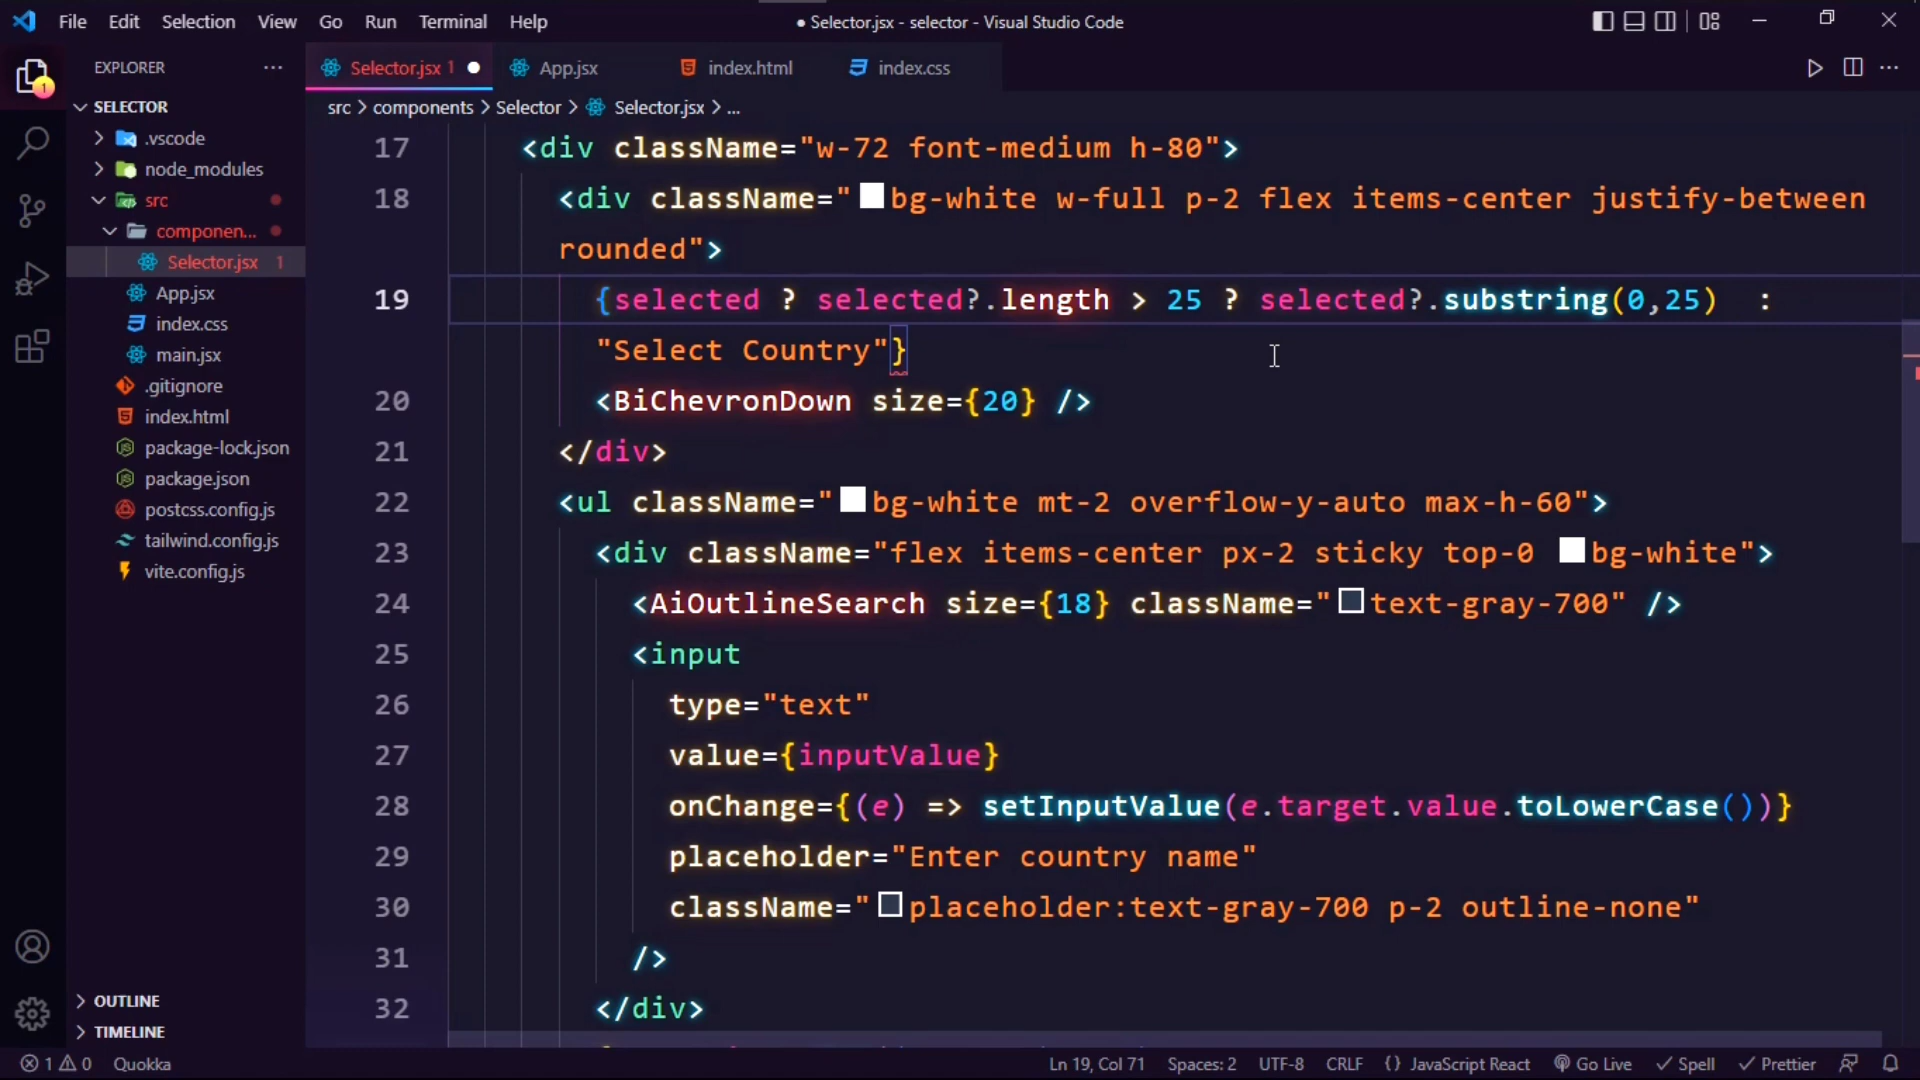 File Edit Selection View Go Run Terminal Help
● Selector.jsx - selector - Visual Studio Code
EXPLORER ···
Selector.jsx 1 ●
App.jsx
index.html
index.css
SELECTOR
src > components > Selector > Selector.jsx > ...
.vscode
node_modules
src
componen...
Selector.jsx 1
App.jsx
index.css
main.jsx
.gitignore
index.html
package-lock.json
package.json
postcss.config.js
tailwind.config.js
vite.config.js
OUTLINE
TIMELINE
17 <div className="w-72 font-medium h-80">
18 <div className="bg-white w-full p-2 flex items-center justify-between
rounded">
19 {selected ? selected?.length > 25 ? selected?.substring(0,25)  :
"Select Country"}
20 <BiChevronDown size={20} />
21 </div>
22 <ul className="bg-white mt-2 overflow-y-auto max-h-60">
23 <div className="flex items-center px-2 sticky top-0 bg-white">
24 <AiOutlineSearch size={18} className="text-gray-700" />
25 <input
26 type="text"
27 value={inputValue}
28 onChange={(e) => setInputValue(e.target.value.toLowerCase())}
29 placeholder="Enter country name"
30 className="placeholder:text-gray-700 p-2 outline-none"
31 />
32 </div>
1 0 Quokka
Ln 19, Col 71 Spaces: 2 UTF-8 CRLF {} JavaScript React Go Live Spell Prettier